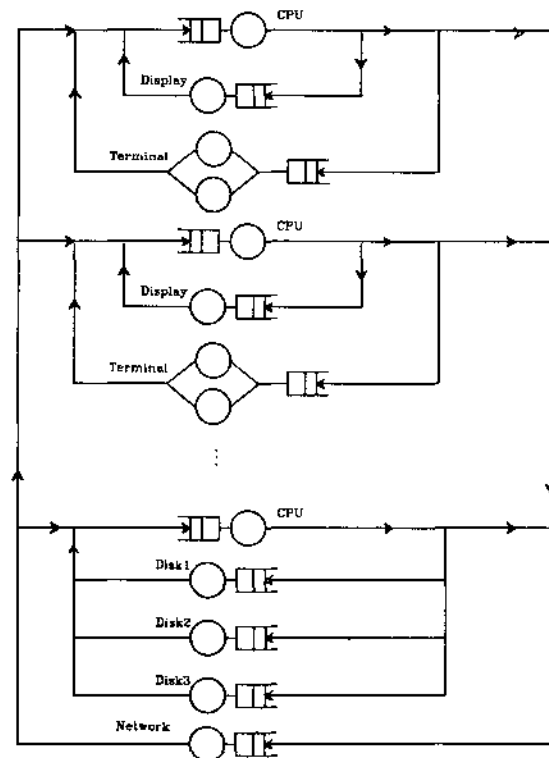 CPU
Display
Terminal
CPU
Display
Terminal
CPU
Disk1
Disk2
Disk3
Network